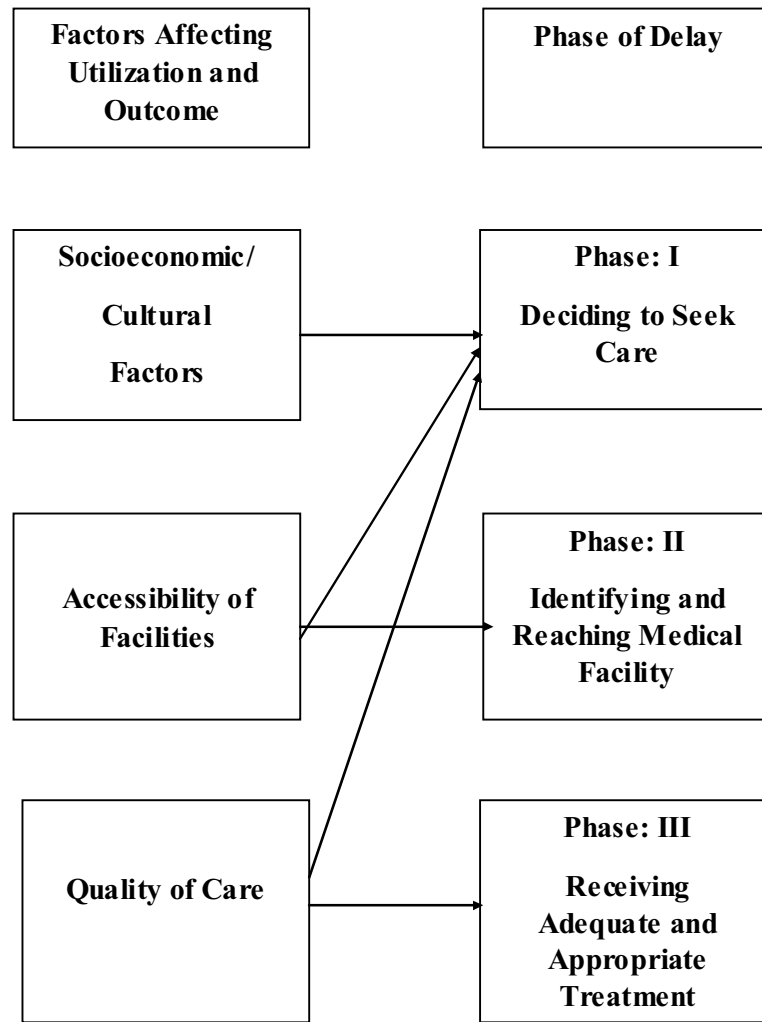 Factors Affecting
Utilization and
Outcome
Phase of Delay
Socioeconomic/
Cultural
Factors
Phase: I
Deciding to Seek
Care
Accessibility of
Facilities
Phase: II
Identifying and
Reaching Medical
Facility
Quality of Care
Phase: III
Receiving
Adequate and
Appropriate
Treatment